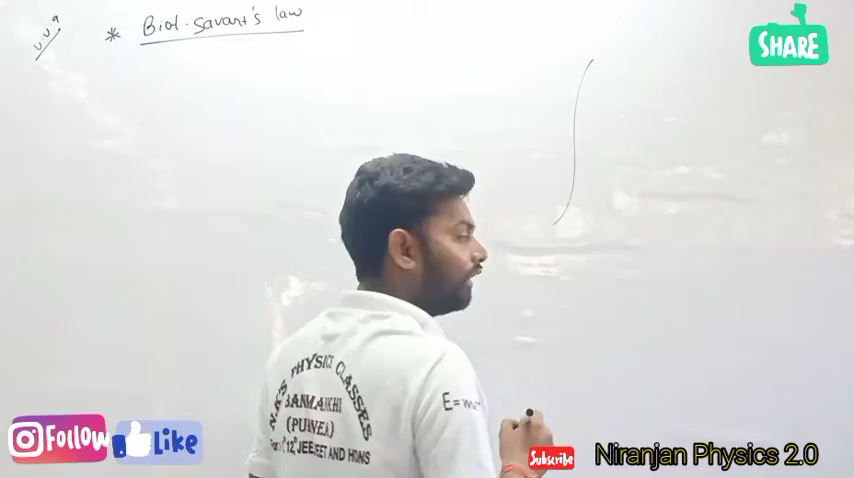 V.V.9
* Biot-Savart's law
SHARE
N.K'S PHYSICS CLASSES
BANMANKHI
(PURNEA)
JEE,NEET AND HONS
Follow
Like
Subscribe
Niranjan Physics 2.0